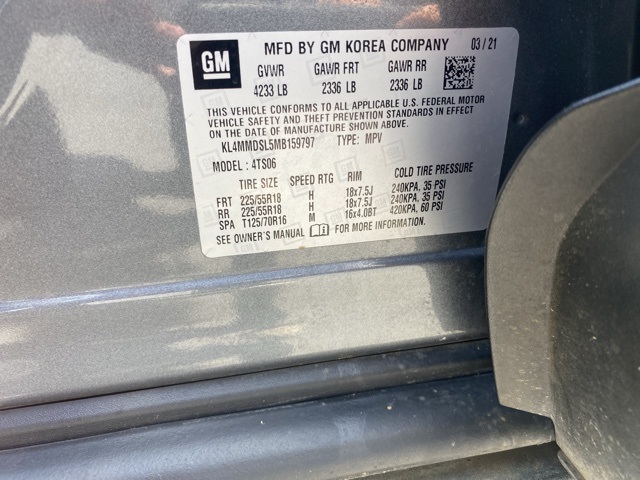 GM MFD BY GM KOREA COMPANY 03 / 21
GVWR GAWR FRT GAWR RR
4233 LB 2336 LB 2336 LB
THIS VEHICLE CONFORMS TO ALL APPLICABLE U.S. FEDERAL MOTOR
VEHICLE SAFETY AND THEFT PREVENTION STANDARDS IN EFFECT
ON THE DATE OF MANUFACTURE SHOWN ABOVE.
KL4MMDSL5MB159797 TYPE: MPV
MODEL : 4TS06
TIRE SIZE SPEED RTG RIM COLD TIRE PRESSURE
FRT 225/55R18 H 18x7.5J 240KPA, 35 PSI
RR 225/55R18 H 18x7.5J 240KPA, 35 PSI
SPA T125/70R16 M 16x4.0BT 420KPA, 60 PSI
SEE OWNER'S MANUAL FOR MORE INFORMATION